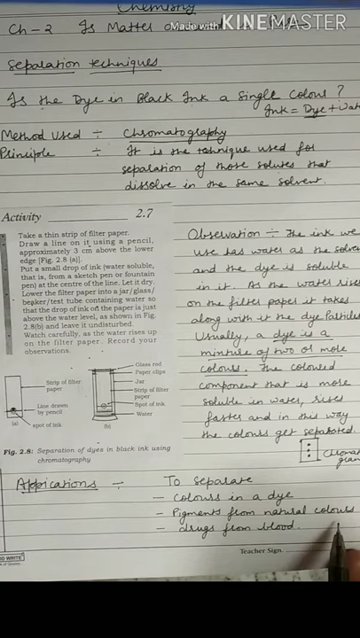 Chemistry
Ch-2 Is Matter
Made with KINEMASTER
Separation techniques
Is the Dye in Black Ink a Single Colour?
Ink = Dye + Wat
Method Used ÷ Chromatography
Principle ÷ It is the technique used for
separation of those solutes that
dissolve in the same solvent.
Activity 2.7
Take a thin strip of filter paper.
Draw a line on it using a pencil,
approximately 3 cm above the lower
edge [Fig. 2.8 (a)].
Put a small drop of ink (water soluble,
that is, from a sketch pen or fountain
pen) at the centre of the line. Let it dry.
Lower the filter paper into a jar/glass/
beaker/test tube containing water so
that the drop of ink on the paper is just
above the water level, as shown in Fig.
2.8(b) and leave it undisturbed.
Watch carefully, as the water rises up
on the filter paper. Record your
observations.
Strip of filter
paper
Line drawn
by pencil
spot of ink
(a)
Glass rod
Paper clips
Jar
Strip of filter
paper
Spot of ink
Water
(b)
Fig. 2.8: Separation of dyes in black ink using
chromatography
Observation ÷ The ink we
use has water as the solve
and the dye is soluble
in it. As the water rises
on the filter paper it takes
along with it the dye particles
Usually, a dye is a
mixture of two or more
colours. The coloured
component that is more
soluble in water, rises
faster and in this way
the colours get separated.
Chromat
gram
Applications ÷ To separate
- Colours in a dye
- Pigments from natural colours
- drugs from blood.
Teacher Sign
WRITE